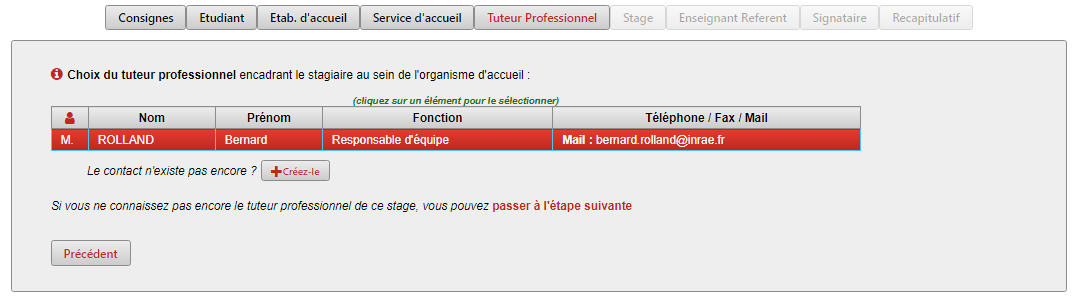 Consignes Etudiant Etab. d'accueil Service d'accueil Tuteur Professionnel Stage Enseignant Referent Signataire Recapitulatif
Choix du tuteur professionnel encadrant le stagiaire au sein de l'organisme d'accueil :
(cliquez sur un élément pour le sélectionner)
Nom Prénom Fonction Téléphone / Fax / Mail
M. ROLLAND Bernard Responsable d'équipe Mail : bernard.rolland@inrae.fr
Le contact n'existe pas encore ? Créez-le
Si vous ne connaissez pas encore le tuteur professionnel de ce stage, vous pouvez passer à l'étape suivante
Précédent